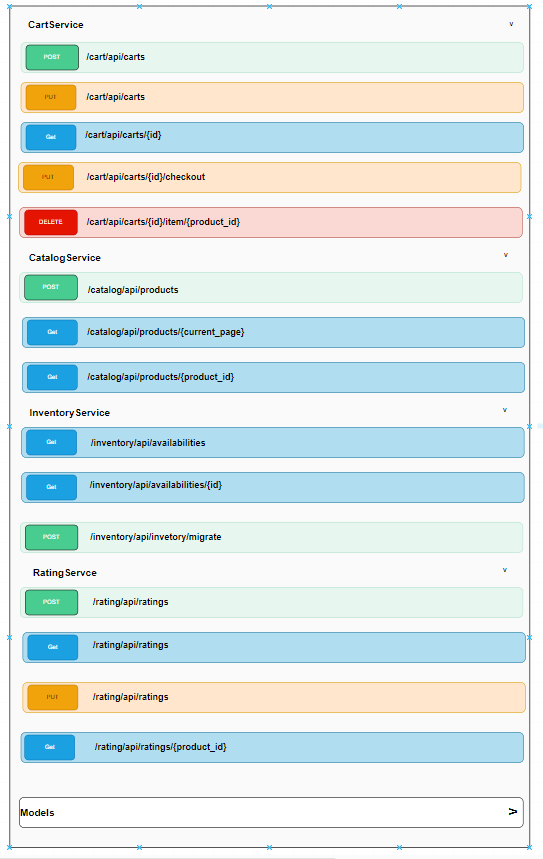 CartService v
POST /cart/api/carts
PUT /cart/api/carts
Get /cart/api/carts/{id}
PUT /cart/api/carts/{id}/checkout
DELETE /cart/api/carts/{id}/item/{product_id}
CatalogService v
POST /catalog/api/products
Get /catalog/api/products/{current_page}
Get /catalog/api/products/{product_id}
InventoryService v
Get /inventory/api/availabilities
Get /inventory/api/availabilities/{id}
POST /inventory/api/invetory/migrate
RatingServce v
POST /rating/api/ratings
Get /rating/api/ratings
PUT /rating/api/ratings
Get /rating/api/ratings/{product_id}
Models >